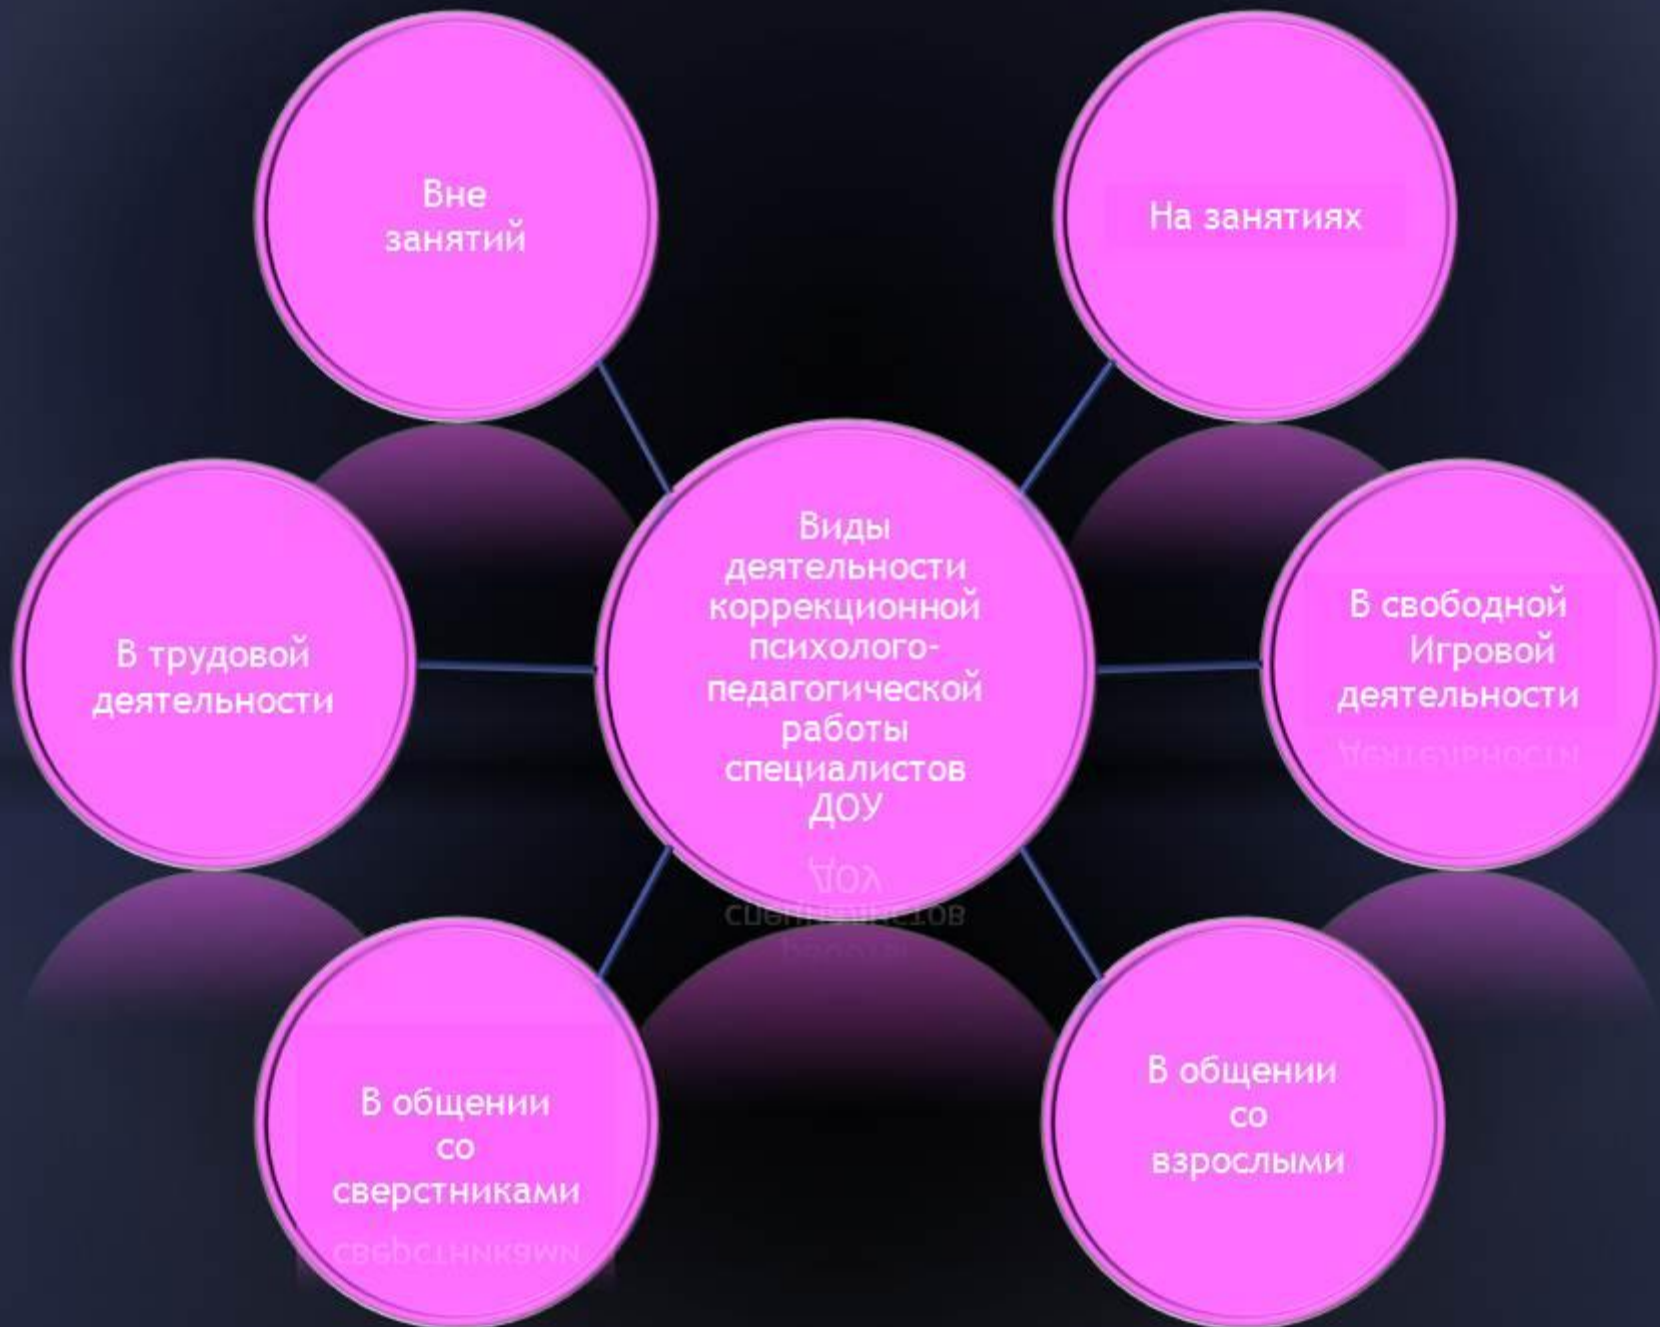 Вне
занятий
На занятиях
Виды
деятельности
коррекционной
психолого-
педагогической
работы
специалистов
ДОУ
В трудовой
деятельности
В свободной
Игровой
деятельности
В общении
со
сверстниками
В общении
со
взрослыми